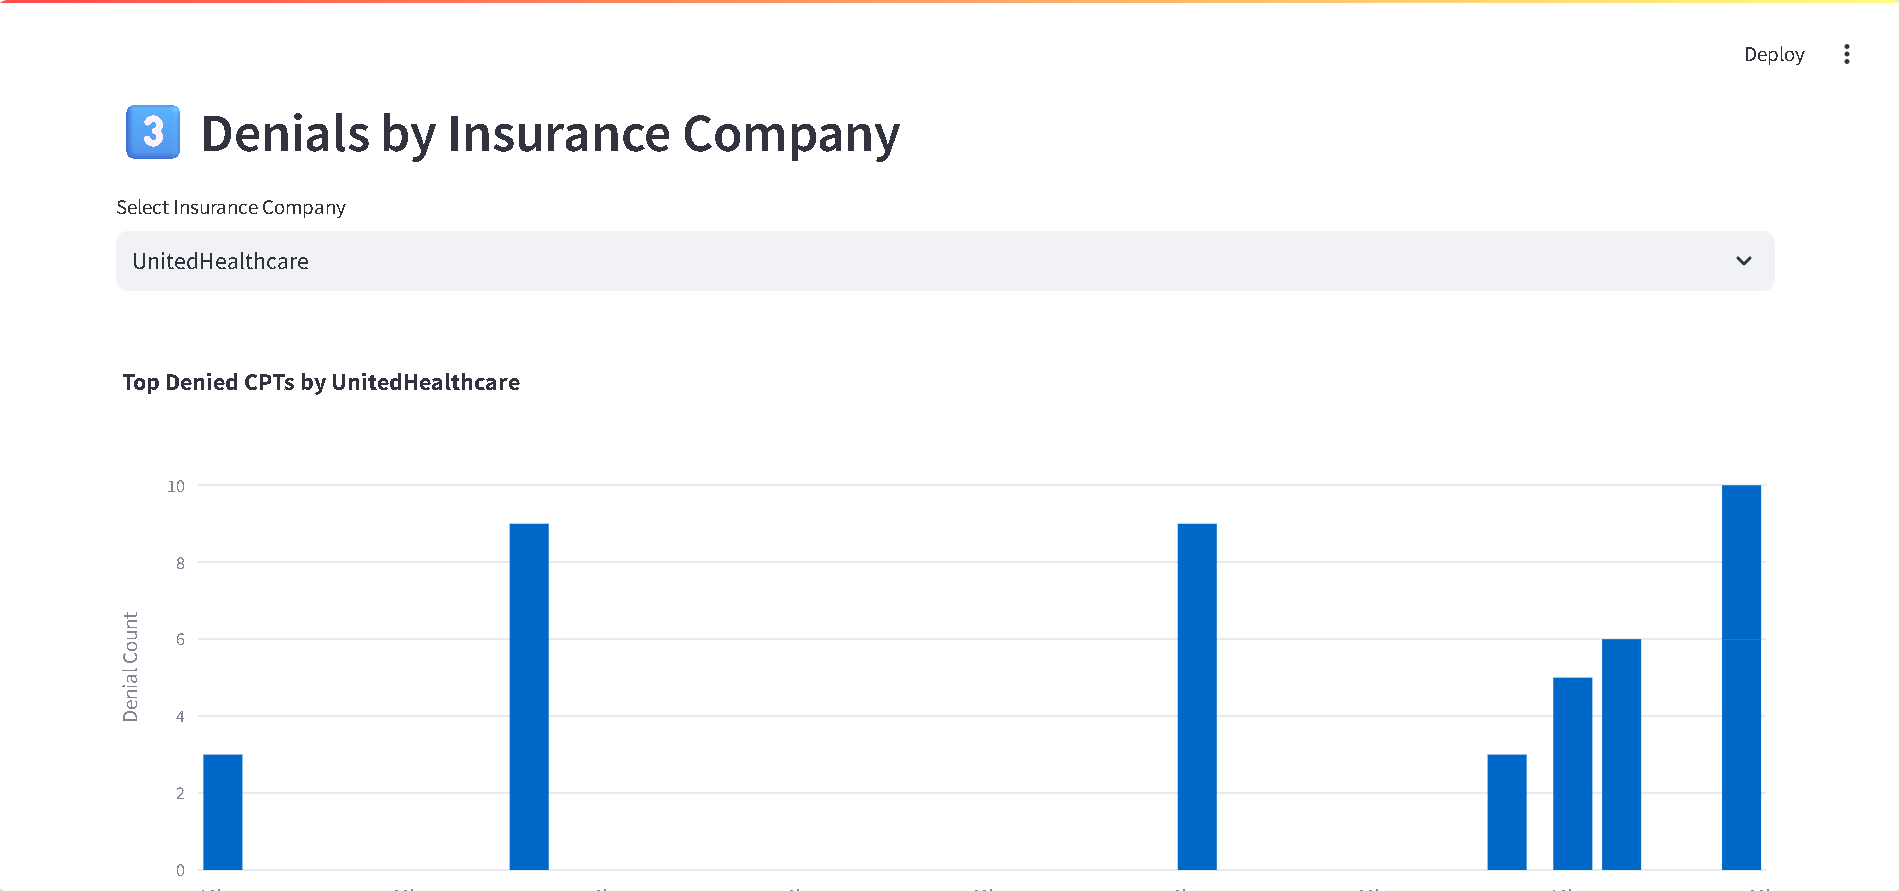 Deploy
3 Denials by Insurance Company
Select Insurance Company
UnitedHealthcare
Top Denied CPTs by UnitedHealthcare
10
8
6
4
2
0
Denial Count